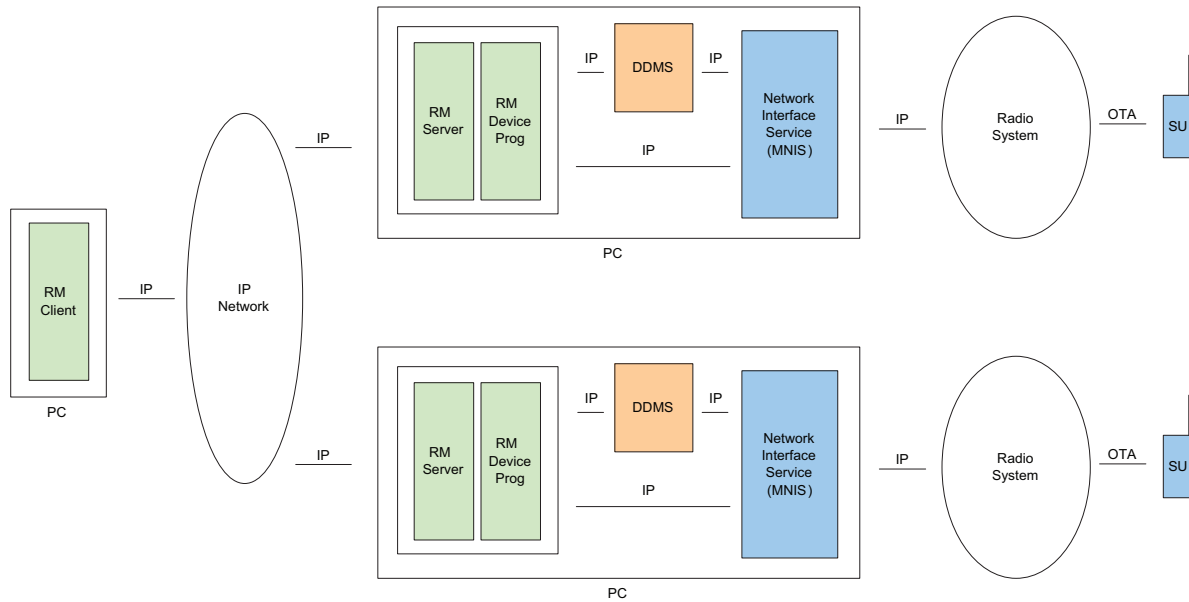 RM
Client
PC
IP
IP
Network
IP
RM
Server
RM
Device
Prog
IP
DDMS
IP
IP
Network
Interface
Service
(MNIS)
PC
IP
Radio
System
OTA
SU
IP
RM
Server
RM
Device
Prog
IP
DDMS
IP
IP
Network
Interface
Service
(MNIS)
PC
IP
Radio
System
OTA
SU